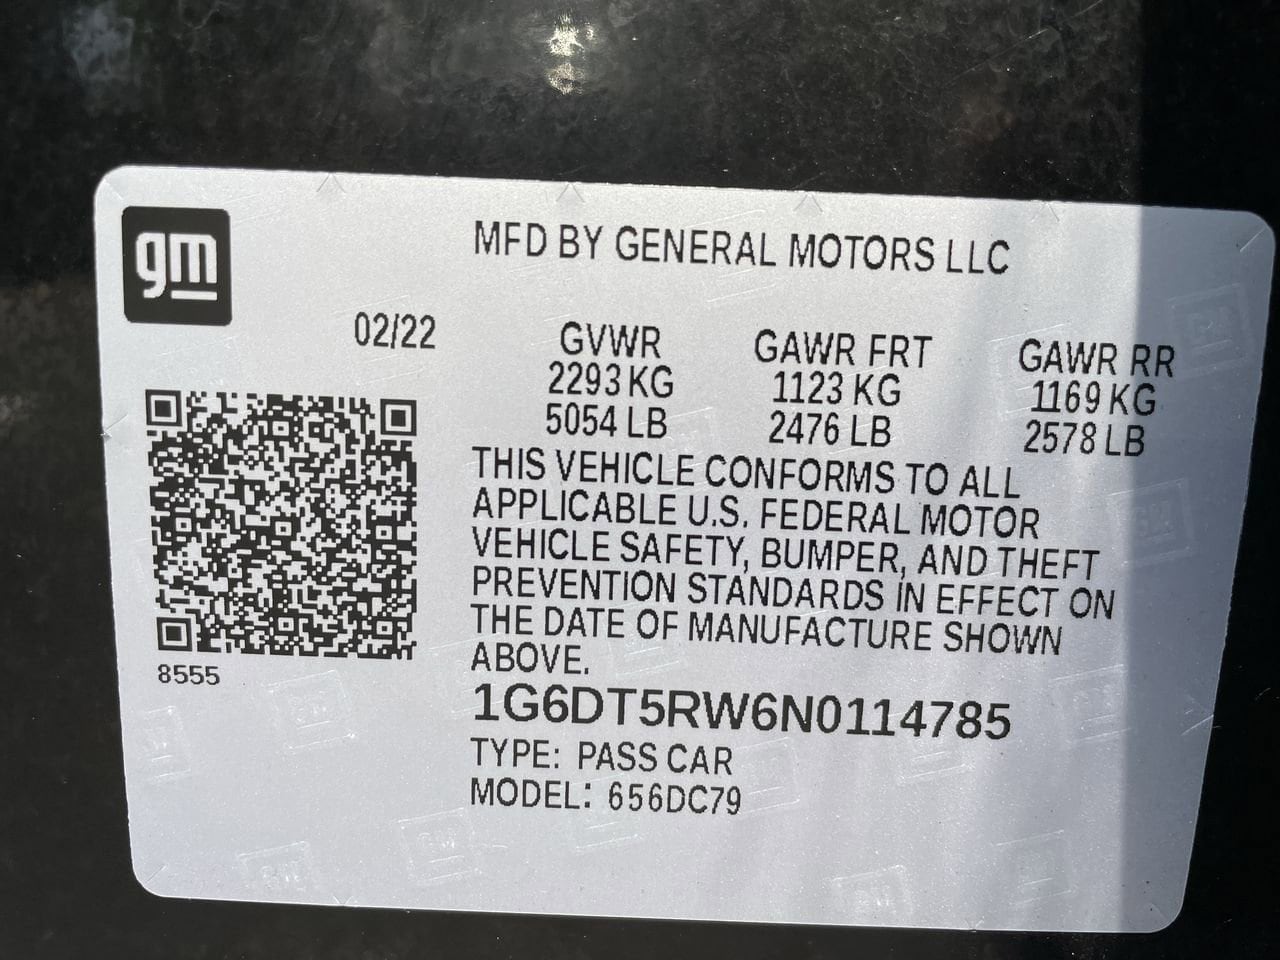 gm
MFD BY GENERAL MOTORS LLC
02/22
GVWR GAWR FRT GAWR RR
2293 KG 1123 KG 1169 KG
5054 LB 2476 LB 2578 LB
THIS VEHICLE CONFORMS TO ALL
APPLICABLE U.S. FEDERAL MOTOR
VEHICLE SAFETY, BUMPER, AND THEFT
PREVENTION STANDARDS IN EFFECT ON
THE DATE OF MANUFACTURE SHOWN
ABOVE.
8555
1G6DT5RW6N0114785
TYPE: PASS CAR
MODEL: 656DC79